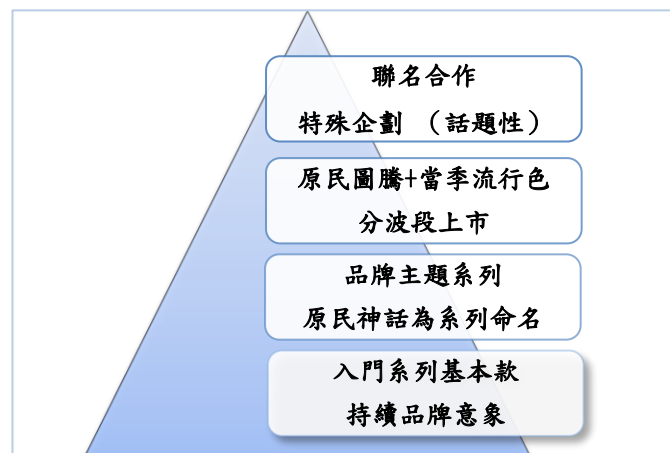 聯名合作
特殊企劃 （話題性）
原民圖騰+當季流行色
分波段上市
品牌主題系列
原民神話為系列命名
入門系列基本款
持續品牌意象